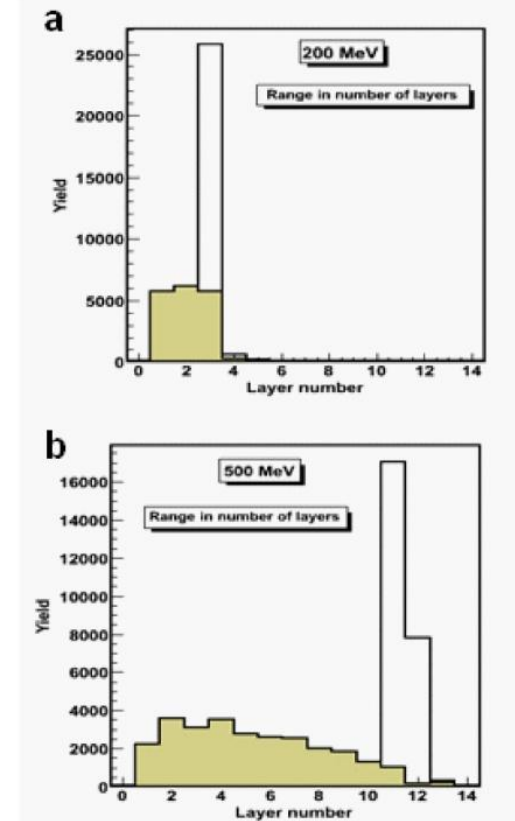 a
200 MeV
Range in number of layers
25000
20000
15000
10000
5000
0
Yield
0 2 4 6 8 10 12 14
Layer number
b
500 MeV
Range in number of layers
16000
14000
12000
10000
8000
6000
4000
2000
0
Yield
0 2 4 6 8 10 12 14
Layer number